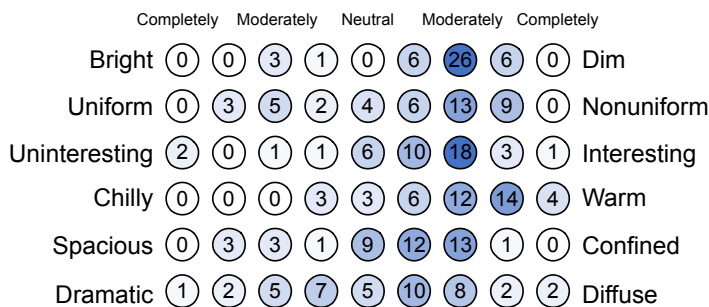 Completely Moderately Neutral Moderately Completely
Bright 0 0 3 1 0 6 26 6 0 Dim
Uniform 0 3 5 2 4 6 13 9 0 Nonuniform
Uninteresting 2 0 1 1 6 10 18 3 1 Interesting
Chilly 0 0 0 3 3 6 12 14 4 Warm
Spacious 0 3 3 1 9 12 13 1 0 Confined
Dramatic 1 2 5 7 5 10 8 2 2 Diffuse